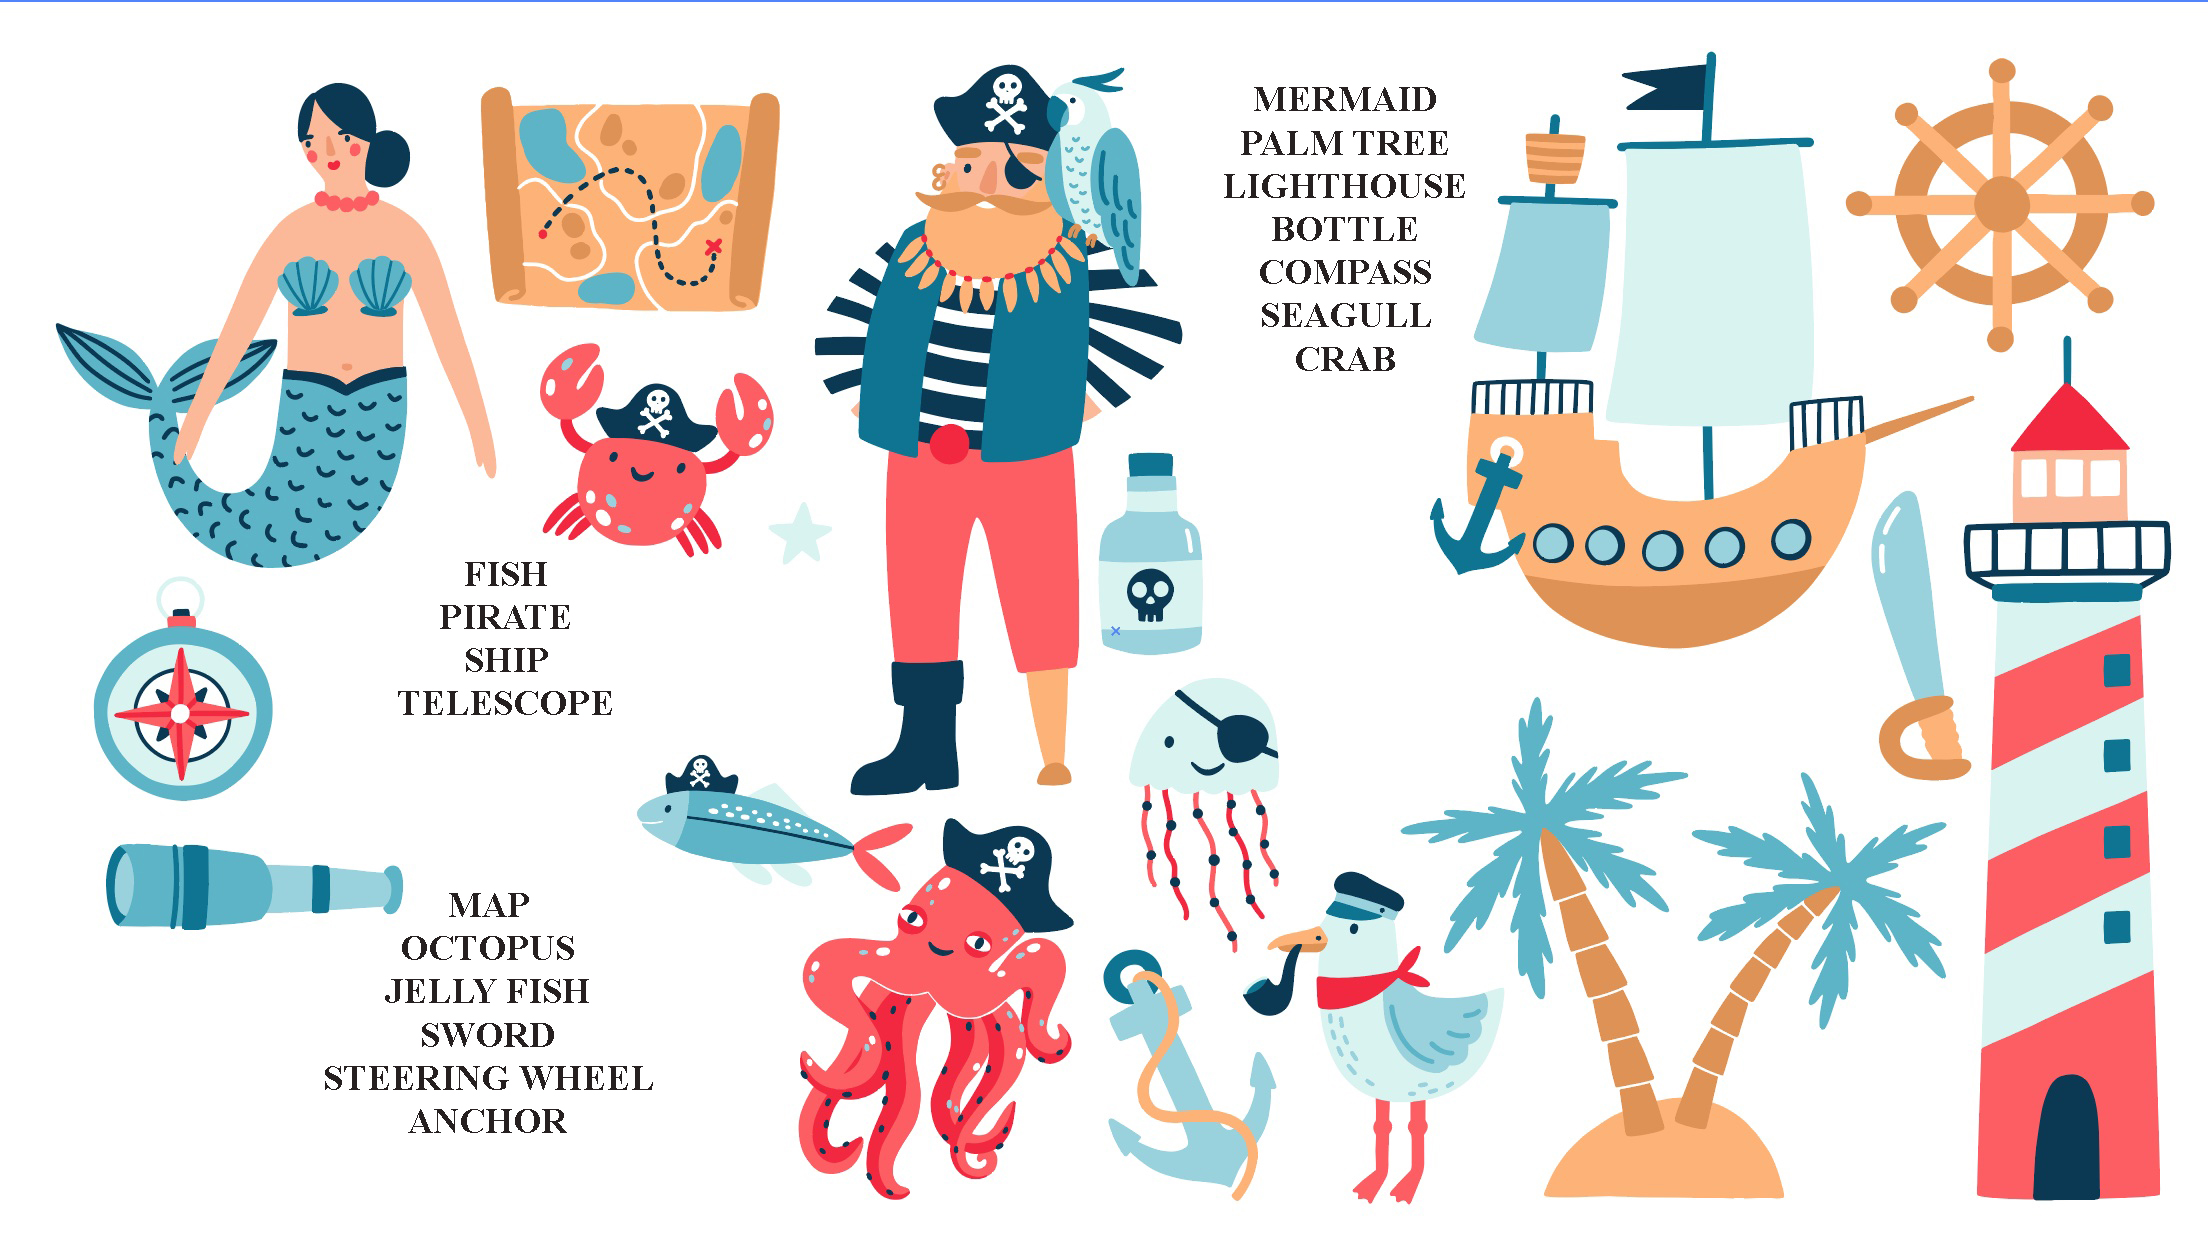 MERMAID
PALM TREE
LIGHTHOUSE
BOTTLE
COMPASS
SEAGULL
CRAB
FISH
PIRATE
SHIP
TELESCOPE
MAP
OCTOPUS
JELLY FISH
SWORD
STEERING WHEEL
ANCHOR